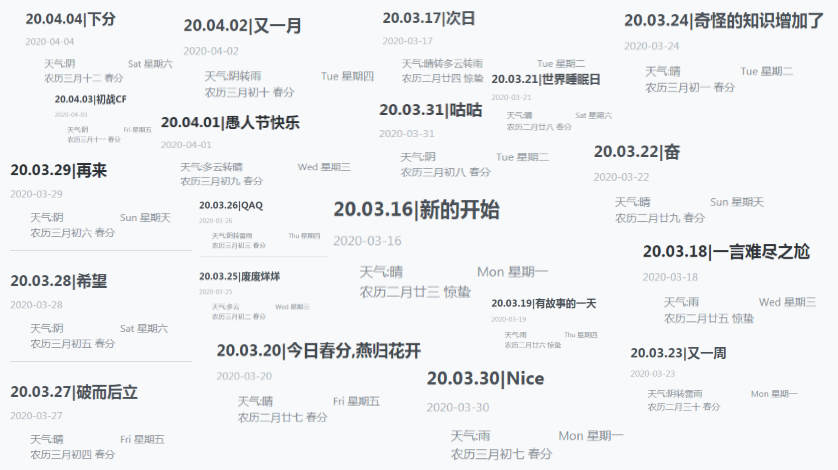 20.04.04|下分
2020-04-04
天气:阴 Sat 星期六
农历三月十二 春分
20.04.03|初战CF
2020-04-03
天气:阴 Fri 星期五
农历三月十一 春分
20.03.29|再来
2020-03-29
天气:阴 Sun 星期天
农历三月初六 春分
20.03.28|希望
2020-03-28
天气:阴 Sat 星期六
农历三月初五 春分
20.03.27|破而后立
2020-03-27
天气:晴 Fri 星期五
农历三月初四 春分
20.04.02|又一月
2020-04-02
天气:阴转雨 Tue 星期四
农历三月初十 春分
20.04.01|愚人节快乐
2020-04-01
天气:多云转晴 Wed 星期三
农历三月初九 春分
20.03.26|QAQ
2020-03-26
天气:阴转雷雨 Thu 星期四
农历三月初三 春分
20.03.25|废废烊烊
2020-03-25
天气:多云 Wed 星期三
农历三月初二 春分
20.03.20|今日春分,燕归花开
2020-03-20
天气:晴 Fri 星期五
农历二月廿七 春分
20.03.17|次日
2020-03-17
天气:晴转多云转雨 Tue 星期二
农历二月廿四 惊蛰
20.03.21|世界睡眠日
2020-03-21
天气:晴 Sat 星期六
农历二月廿八 春分
20.03.31|咕咕
2020-03-31
天气:阴 Tue 星期二
农历三月初八 春分
20.03.16|新的开始
2020-03-16
天气:晴 Mon 星期一
农历二月廿三 惊蛰
20.03.19|有故事的一天
2020-03-19
天气:雨 Thu 星期四
农历二月廿六 惊蛰
20.03.30|Nice
2020-03-30
天气:雨 Mon 星期一
农历三月初七 春分
20.03.24|奇怪的知识增加了
2020-03-24
天气:晴 Tue 星期二
农历三月初一 春分
20.03.22|奋
2020-03-22
天气:晴 Sun 星期天
农历二月廿九 春分
20.03.18|一言难尽之尬
2020-03-18
天气:雨 Wed 星期三
农历二月廿五 惊蛰
20.03.23|又一周
2020-03-23
天气:阴转雷雨 Mon 星期一
农历二月三十 春分